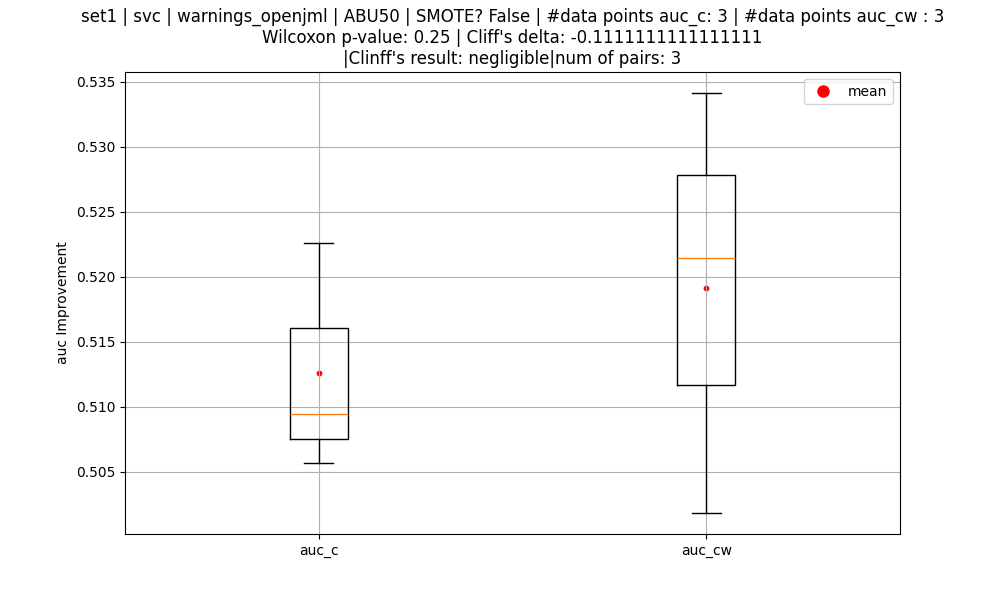 set1 | svc | warnings_openjml | ABU50 | SMOTE? False | #data points auc_c: 3 | #data points auc_cw : 3
Wilcoxon p-value: 0.25 | Cliff's delta: -0.1111111111111111
|Clinff's result: negligible|num of pairs: 3
mean
0.535
0.530
0.525
0.520
0.515
0.510
0.505
auc Improvement
auc_c
auc_cw